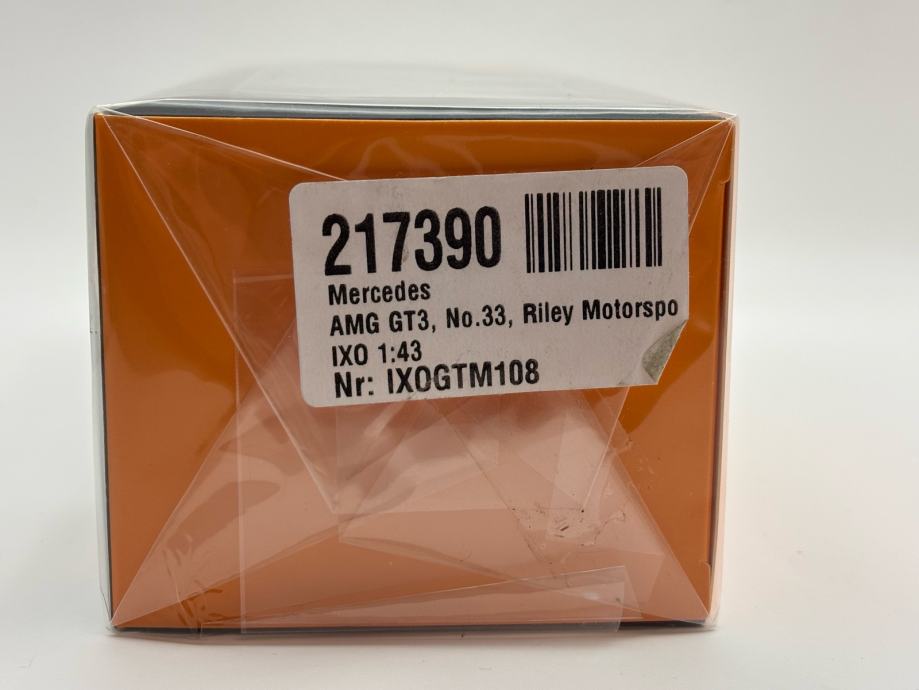 217390
Mercedes
AMG GT3, No.33, Riley Motorspo
IXO 1:43
Nr: IXOGTM108